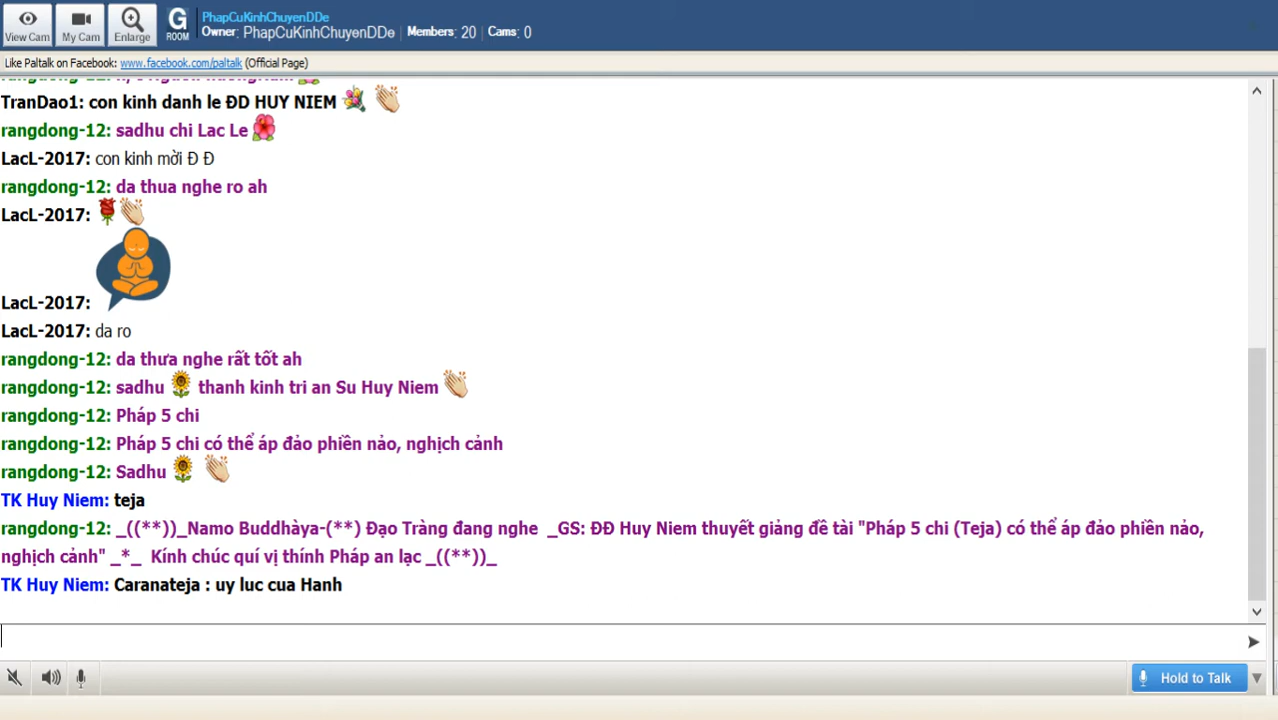 View Cam
My Cam
Enlarge
G
ROOM
PhapCuKinhChuyenDDe
Owner: PhapCuKinhChuyenDDe Members: 20 Cams: 0
Like Paltalk on Facebook: www.facebook.com/paltalk (Official Page)
TranDao1: con kinh danh le ĐD HUY NIEM
rangdong-12: sadhu chi Lac Le
LacL-2017: con kinh mời Đ Đ
rangdong-12: da thua nghe ro ah
LacL-2017:
LacL-2017:
LacL-2017: da ro
rangdong-12: da thưa nghe rất tốt ah
rangdong-12: sadhu thanh kinh tri an Su Huy Niem
rangdong-12: Pháp 5 chi
rangdong-12: Pháp 5 chi có thể áp đảo phiền nảo, nghịch cảnh
rangdong-12: Sadhu
TK Huy Niem: teja
rangdong-12: _((**))_Namo Buddhàya-(**) Đạo Tràng đang nghe _GS: ĐĐ Huy Niem thuyết giảng đề tài "Pháp 5 chi (Teja) có thể áp đảo phiền nảo,
nghịch cảnh" _*_ Kính chúc quí vị thính Pháp an lạc _((**))_
TK Huy Niem: Caranateja : uy luc cua Hanh
Hold to Talk